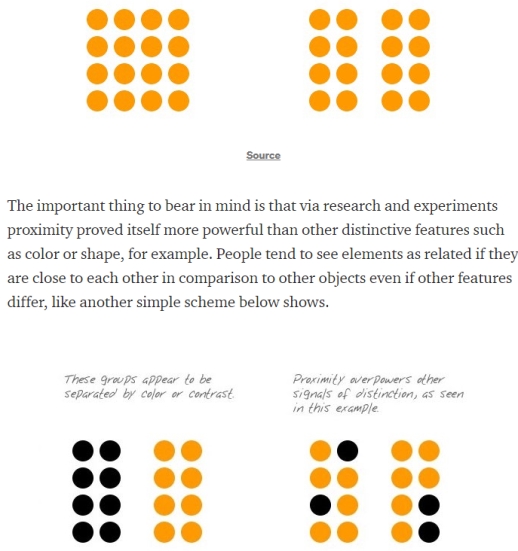 Source
The important thing to bear in mind is that via research and experiments
proximity proved itself more powerful than other distinctive features such
as color or shape, for example. People tend to see elements as related if they
are close to each other in comparison to other objects even if other features
differ, like another simple scheme below shows.
These groups appear to be
separated by color or contrast.
Proximity overpowers other
signals of distinction, as seen
in this example.